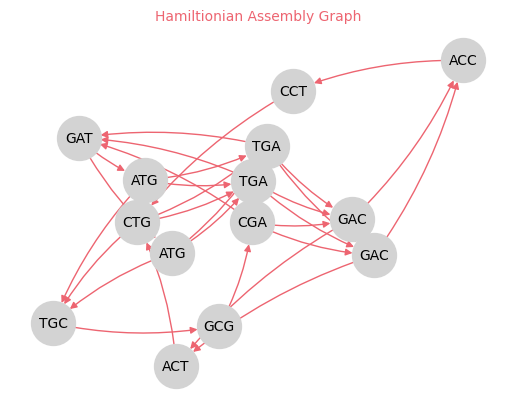 Hamiltionian Assembly Graph
ACC
CCT
GAT
TGA
ATG
TGA
CTG
CGA
GAC
ATG
GAC
TGC
GCG
ACT